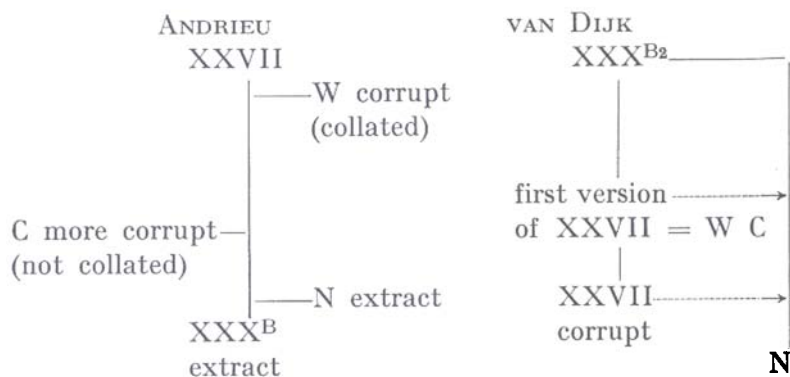 ANDRIEU
XXVII
W corrupt
(collated)
C more corrupt
(not collated)
N extract
XXXᴮ
extract
VAN DIJK
XXXᴮ²
first version
of XXVII = W C
XXVII
corrupt
N